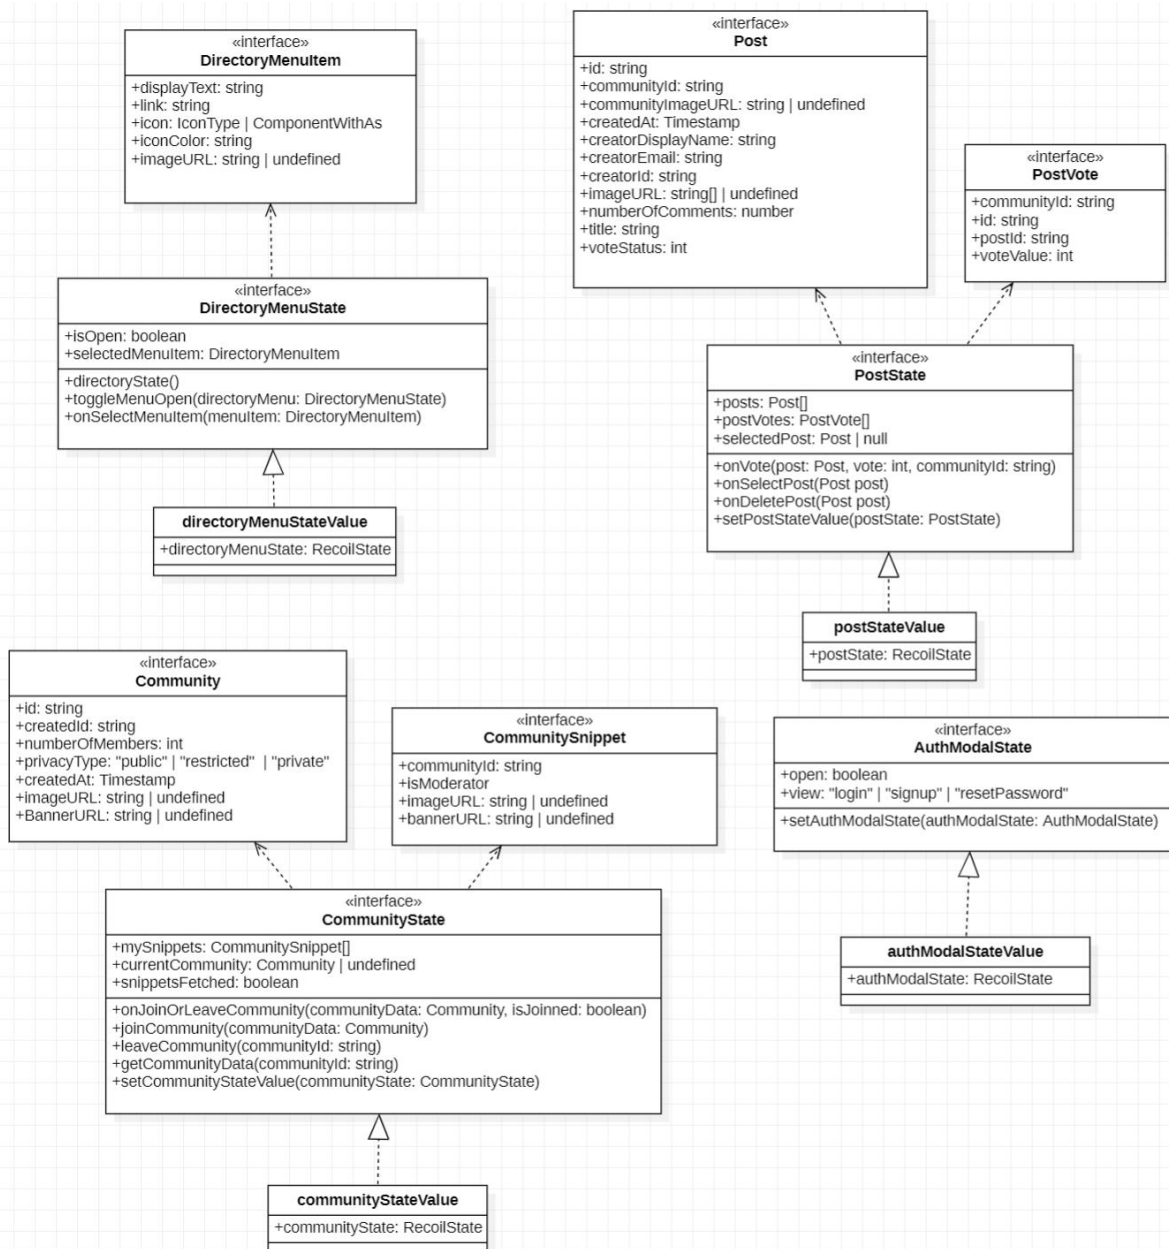 «interface»
DirectoryMenuItem
+displayText: string
+link: string
+icon: IconType | ComponentWithAs
+iconColor: string
+imageURL: string | undefined
«interface»
Post
+id: string
+communityId: string
+communityImageURL: string | undefined
+createdAt: Timestamp
+creatorDisplayName: string
+creatorEmail: string
+creatorId: string
+imageURL: string[] | undefined
+numberOfComments: number
+title: string
+voteStatus: int
«interface»
PostVote
+communityId: string
+id: string
+postId: string
+voteValue: int
«interface»
DirectoryMenuState
+isOpen: boolean
+selectedMenuItem: DirectoryMenuItem
+directoryState()
+toggleMenuOpen(directoryMenu: DirectoryMenuState)
+onSelectMenuItem(menuItem: DirectoryMenuItem)
«interface»
PostState
+posts: Post[]
+postVotes: PostVote[]
+selectedPost: Post | null
+onVote(post: Post, vote: int, communityId: string)
+onSelectPost(Post post)
+onDeletePost(Post post)
+setPostStateValue(postState: PostState)
directoryMenuStateValue
+directoryMenuState: RecoilState
postStateValue
+postState: RecoilState
«interface»
Community
+id: string
+createdId: string
+numberOfMembers: int
+privacyType: "public" | "restricted" | "private"
+createdAt: Timestamp
+imageURL: string | undefined
+BannerURL: string | undefined
«interface»
CommunitySnippet
+communityId: string
+isModerator
+imageURL: string | undefined
+bannerURL: string | undefined
«interface»
AuthModalState
+open: boolean
+view: "login" | "signup" | "resetPassword"
+setAuthModalState(authModalState: AuthModalState)
«interface»
CommunityState
+mySnippets: CommunitySnippet[]
+currentCommunity: Community | undefined
+snippetsFetched: boolean
+onJoinOrLeaveCommunity(communityData: Community, isJoinned: boolean)
+joinCommunity(communityData: Community)
+leaveCommunity(communityId: string)
+getCommunityData(communityId: string)
+setCommunityStateValue(communityState: CommunityState)
authModalStateValue
+authModalState: RecoilState
communityStateValue
+communityState: RecoilState